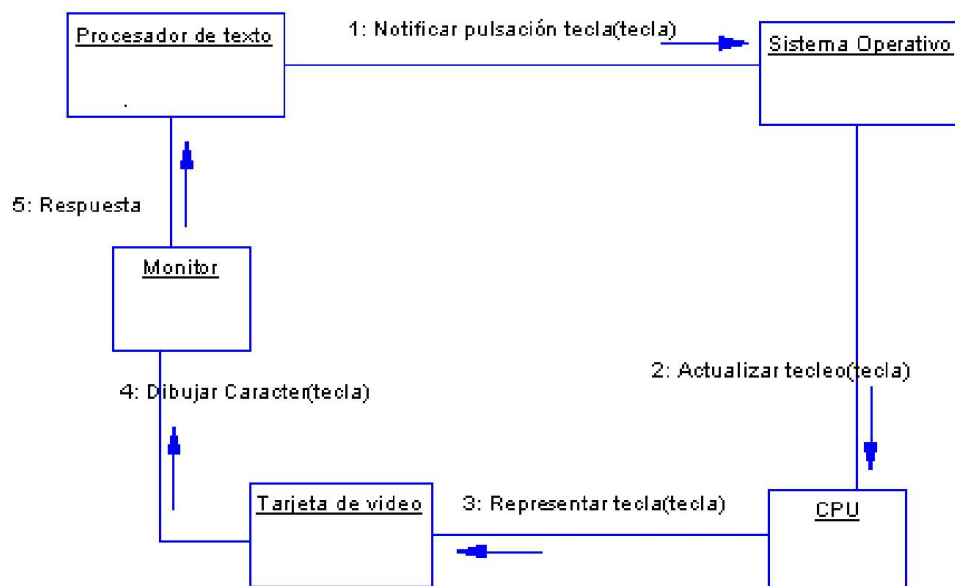 1: Notificar pulsación tecla(tecla)
Procesador de texto
Sistema Operativo
5: Respuesta
Monitor
2: Actualizar tecleo(tecla)
4: Dibujar Caracter(tecla)
Tarjeta de video
3: Representar tecla(tecla)
CPU